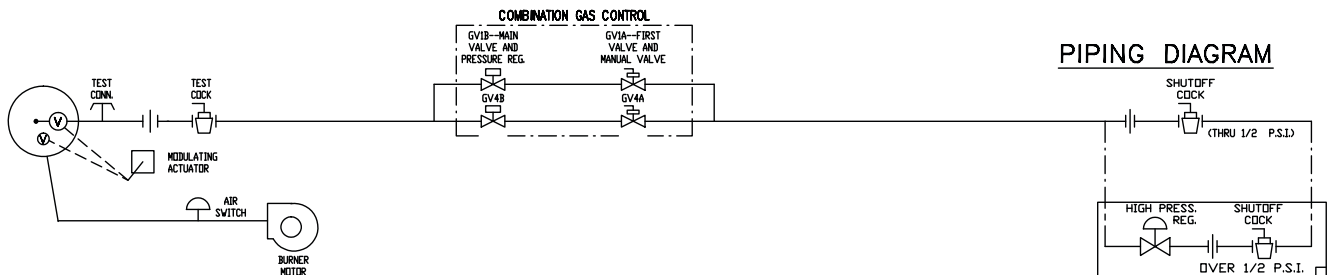 COMBINATION GAS CONTROL
GV1B--MAIN
VALVE AND
PRESSURE REG.
GV1A--FIRST
VALVE AND
MANUAL VALVE
PIPING DIAGRAM
TEST
CONN.
TEST
COCK
GV4B
GV4A
SHUTOFF
COCK
(THRU 1/2 P.S.I.)
V
V
MODULATING
ACTUATOR
AIR
SWITCH
BURNER
MOTOR
HIGH PRESS.
REG.
SHUTOFF
COCK
OVER 1/2 P.S.I.